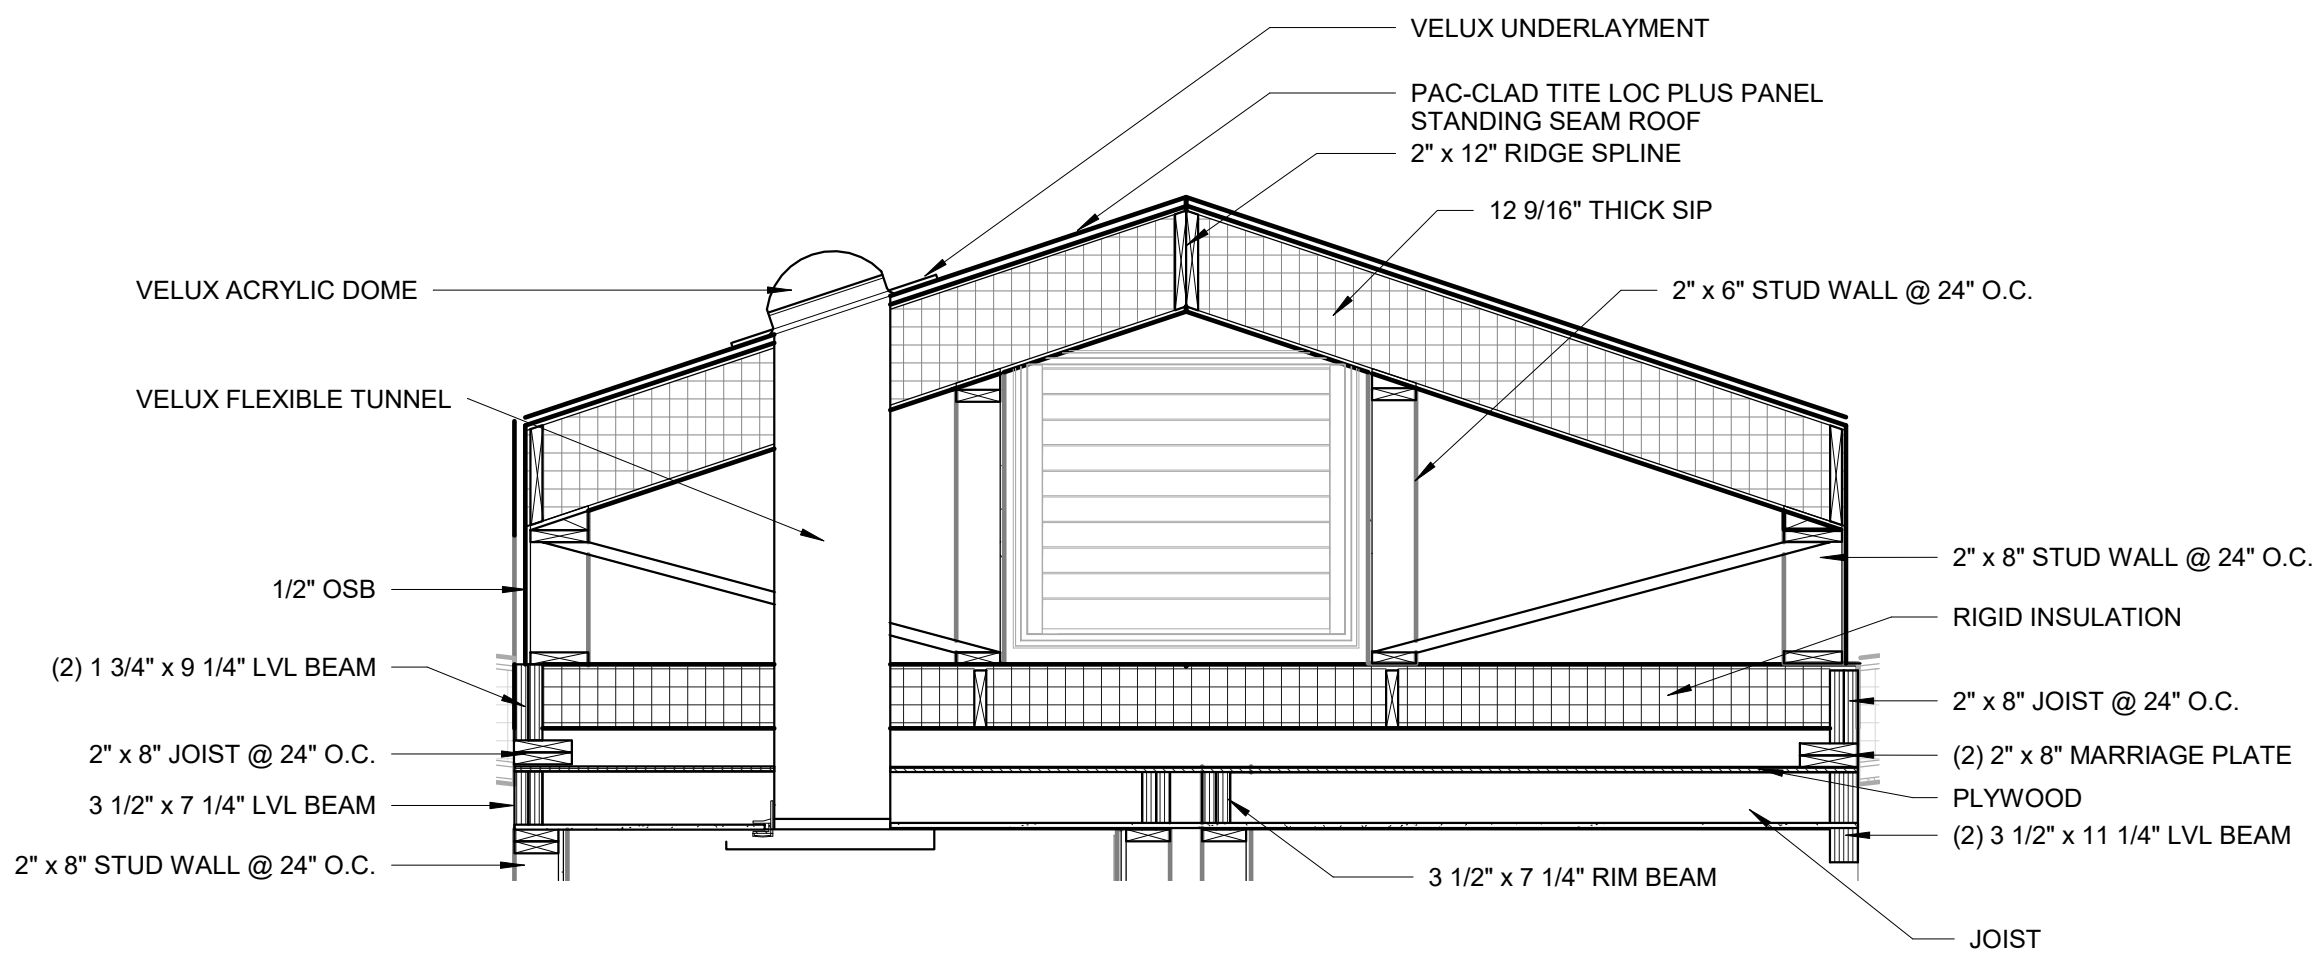 VELUX UNDERLAYMENT
PAC-CLAD TITE LOC PLUS PANEL
STANDING SEAM ROOF
2" x 12" RIDGE SPLINE
12 9/16" THICK SIP
VELUX ACRYLIC DOME
2" x 6" STUD WALL @ 24" O.C.
VELUX FLEXIBLE TUNNEL
2" x 8" STUD WALL @ 24" O.C.
1/2" OSB
RIGID INSULATION
(2) 1 3/4" x 9 1/4" LVL BEAM
2" x 8" JOIST @ 24" O.C.
2" x 8" JOIST @ 24" O.C.
(2) 2" x 8" MARRIAGE PLATE
3 1/2" x 7 1/4" LVL BEAM
PLYWOOD
(2) 3 1/2" x 11 1/4" LVL BEAM
2" x 8" STUD WALL @ 24" O.C.
3 1/2" x 7 1/4" RIM BEAM
JOIST